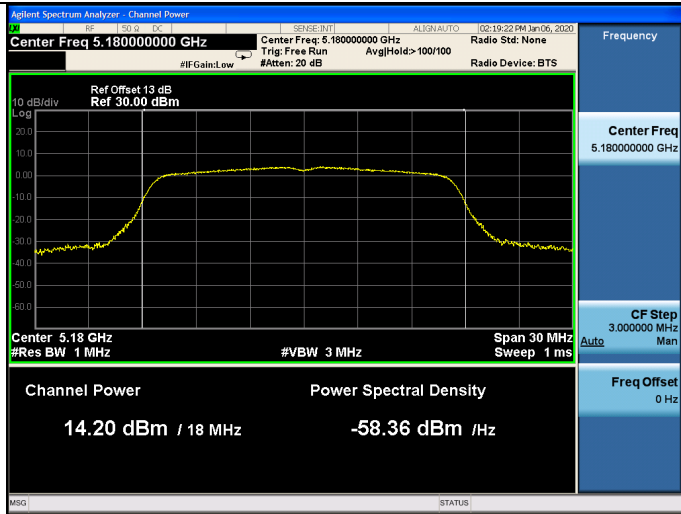 Agilent Spectrum Analyzer - Channel Power
RF 50 Ω DC SENSE:INT ALIGN AUTO 02:19:22 PM Jan 06, 2020
Center Freq 5.180000000 GHz
Center Freq: 5.180000000 GHz
Radio Std: None
Trig: Free Run Avg|Hold:>100/100
#IFGain:Low #Atten: 20 dB Radio Device: BTS
Frequency
Ref Offset 13 dB
10 dB/div Ref 30.00 dBm
Log
20.0
10.0
0.00
-10.0
-20.0
-30.0
-40.0
-50.0
-60.0
Center 5.18 GHz Span 30 MHz
#Res BW 1 MHz #VBW 3 MHz Sweep 1 ms
Channel Power Power Spectral Density
14.20 dBm / 18 MHz -58.36 dBm /Hz
Center Freq
5.180000000 GHz
CF Step
3.000000 MHz
Auto Man
Freq Offset
0 Hz
MSG STATUS